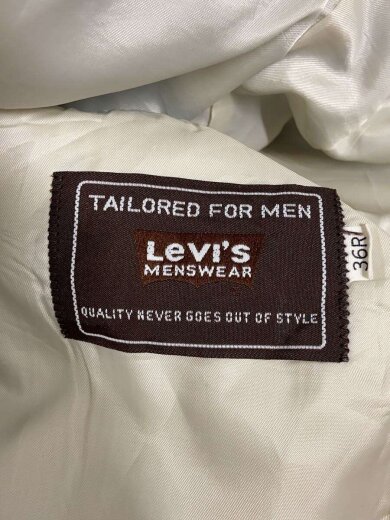 TAILORED FOR MEN
Levi's
MENSWEAR
QUALITY NEVER GOES OUT OF STYLE
36R